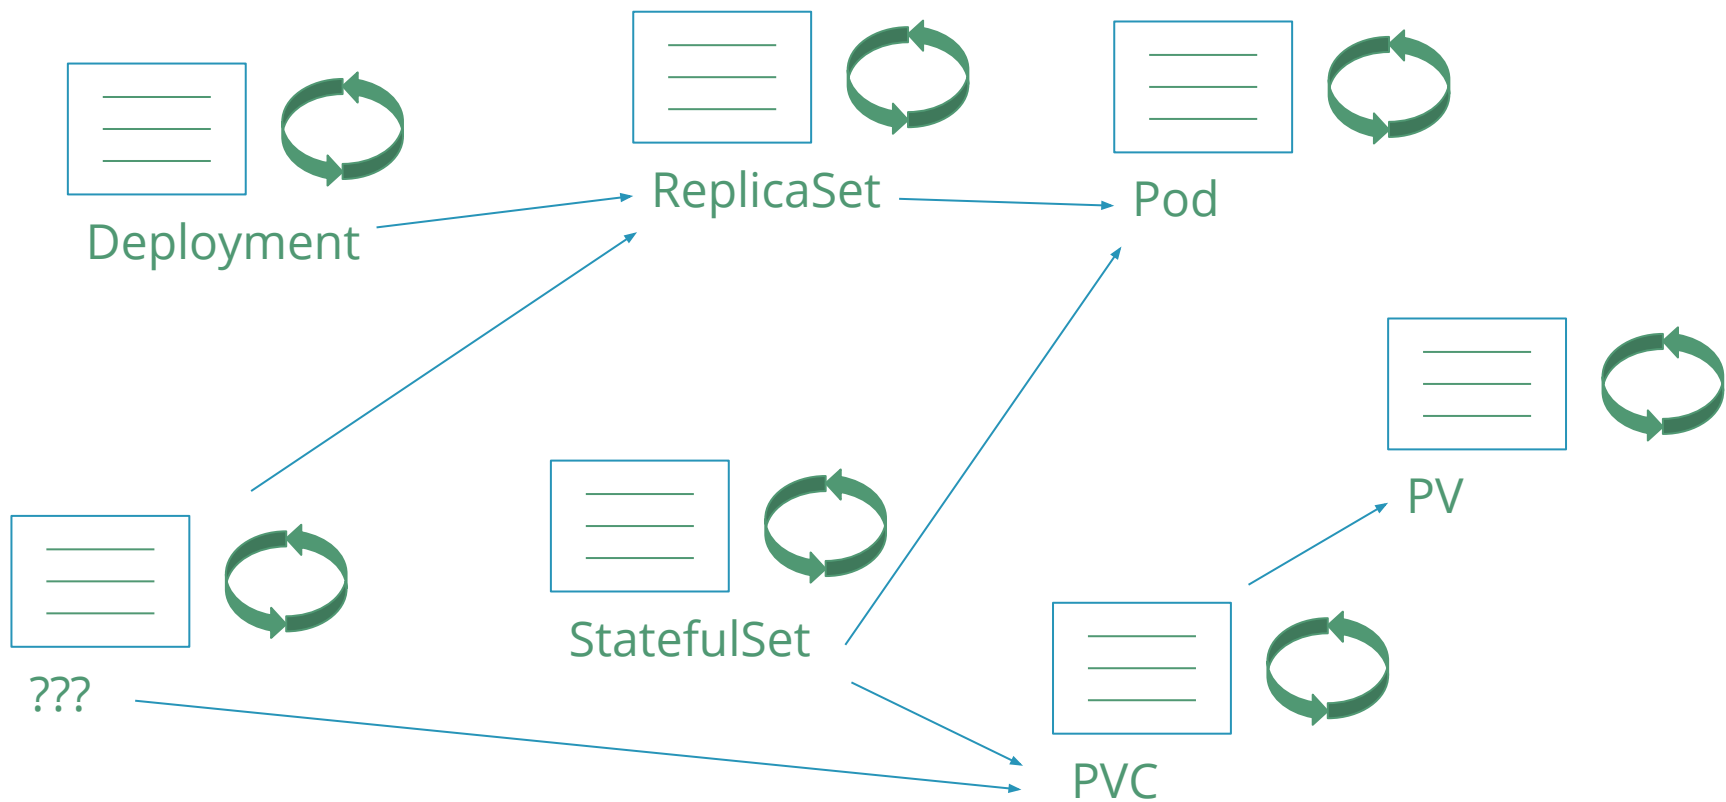 ReplicaSet
Pod
Deployment
PV
StatefulSet
???
PVC